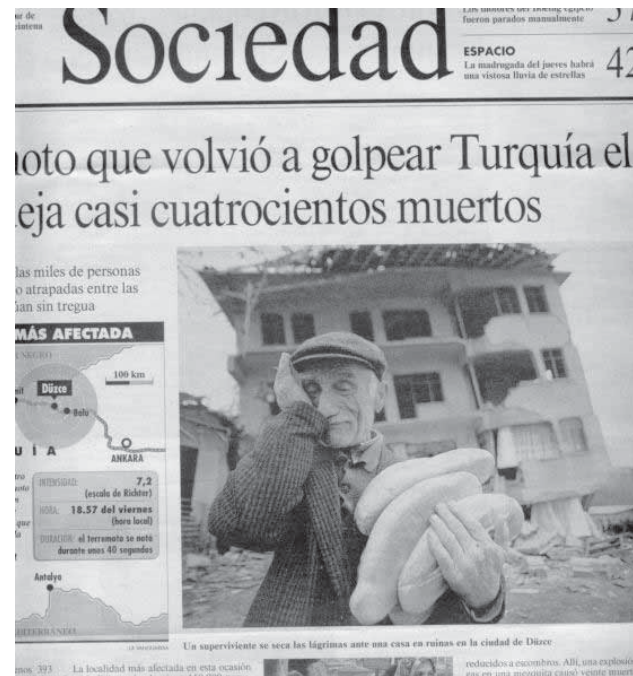 Sociedad
fueron parados manualmente
ESPACIO
La madrugada del jueves habrá
una vistosa lluvia de estrellas
42
oto que volvió a golpear Turquía el
eja casi cuatrocientos muertos
las miles de personas
o atrapadas entre las
úan sin tregua
MÁS AFECTADA
100 km
Düzce
Bolu
ANKARA
U Í A
INTENSIDAD: 7,2
(escala de Richter)
HORA: 18.57 del viernes
(hora local)
DURACIÓN: el terremoto se notó
durante unos 40 segundos
Antalya
LA VANGUARDIA
Un superviviente se seca las lágrimas ante una casa en ruinas en la ciudad de Düzce
393
La localidad más afectada en esta ocasión
reducidos a escombros. Allí, una explosión